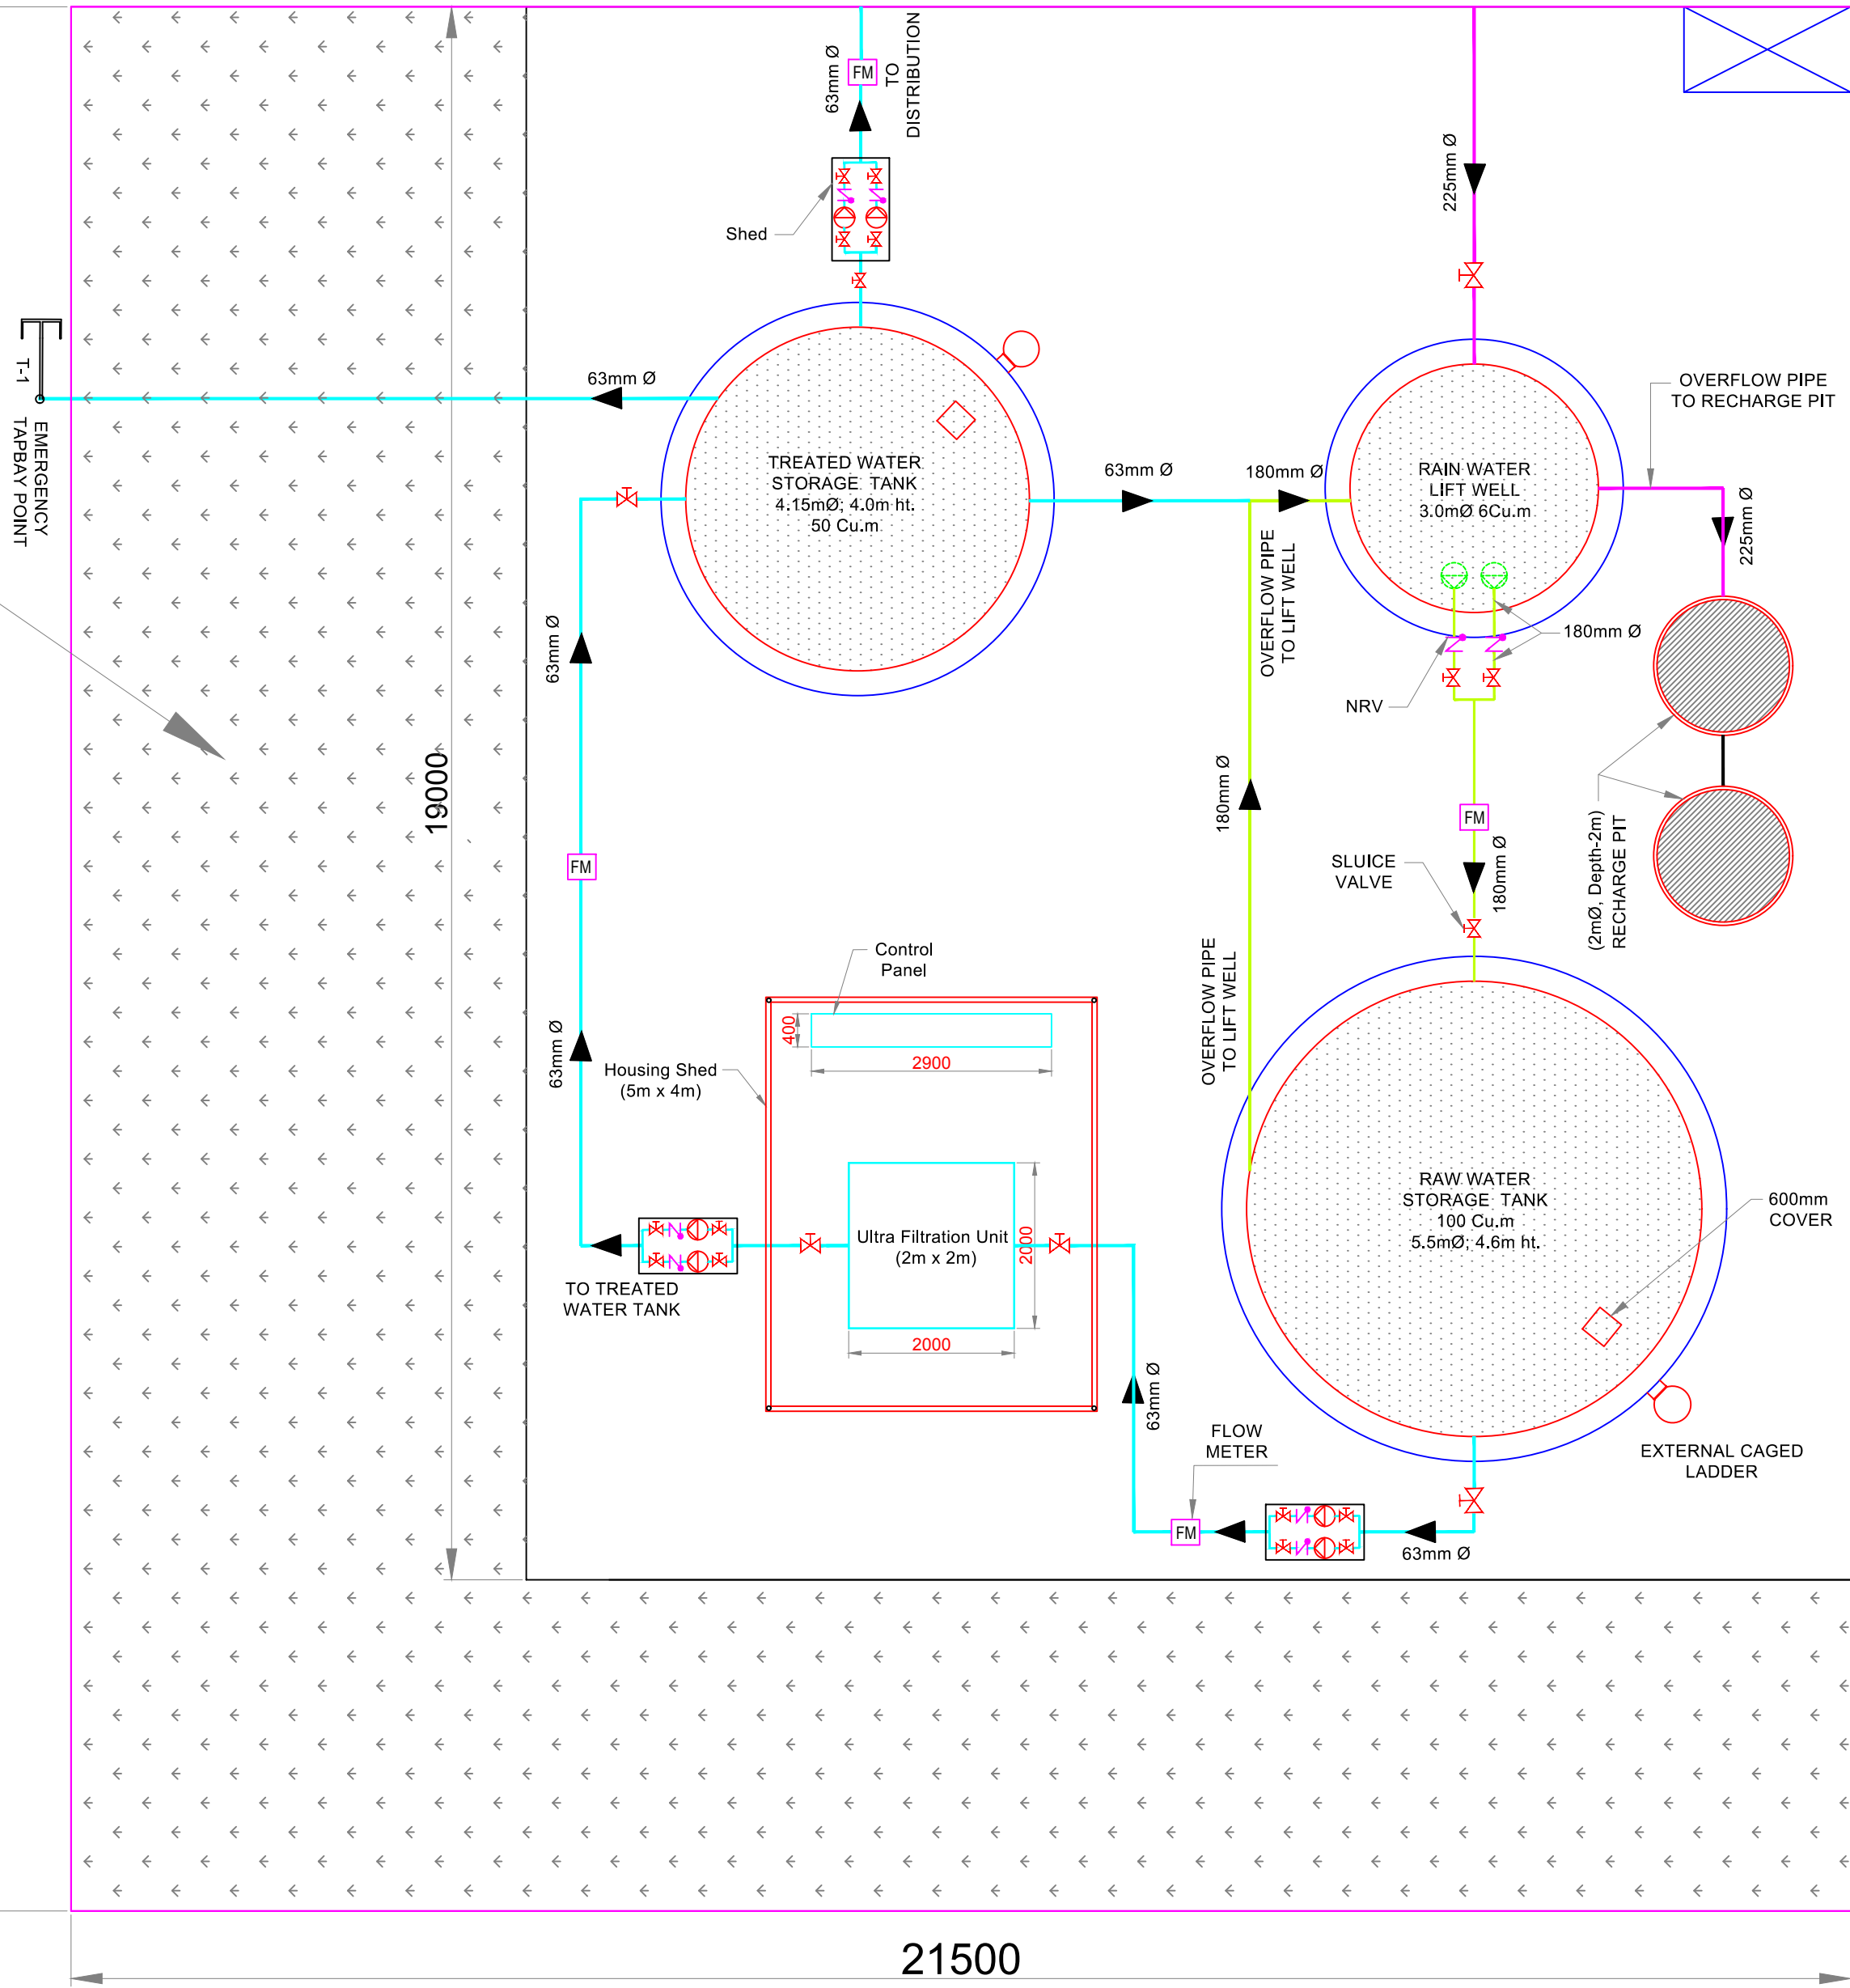 63mm Ø
FM
TO
DISTRIBUTION
225mm Ø
Shed
T-1
EMERGENCY
TAPBAY POINT
63mm Ø
OVERFLOW PIPE
TO RECHARGE PIT
TREATED WATER
STORAGE TANK
4.15mØ; 4.0m ht.
50 Cu.m
63mm Ø
180mm Ø
RAIN WATER
LIFT WELL
3.0mØ 6Cu.m
225mm Ø
OVERFLOW PIPE
TO LIFT WELL
63mm Ø
180mm Ø
NRV
19000
180mm Ø
FM
FM
SLUICE
VALVE
180mm Ø
(2mØ, Depth-2m)
RECHARGE PIT
Control
Panel
400
2900
OVERFLOW PIPE
TO LIFT WELL
63mm Ø
Housing Shed
(5m x 4m)
Ultra Filtration Unit
(2m x 2m)
2000
2000
RAW WATER
STORAGE TANK
100 Cu.m
5.5mØ; 4.6m ht.
600mm
COVER
TO TREATED
WATER TANK
63mm Ø
FLOW
METER
EXTERNAL CAGED
LADDER
FM
63mm Ø
21500